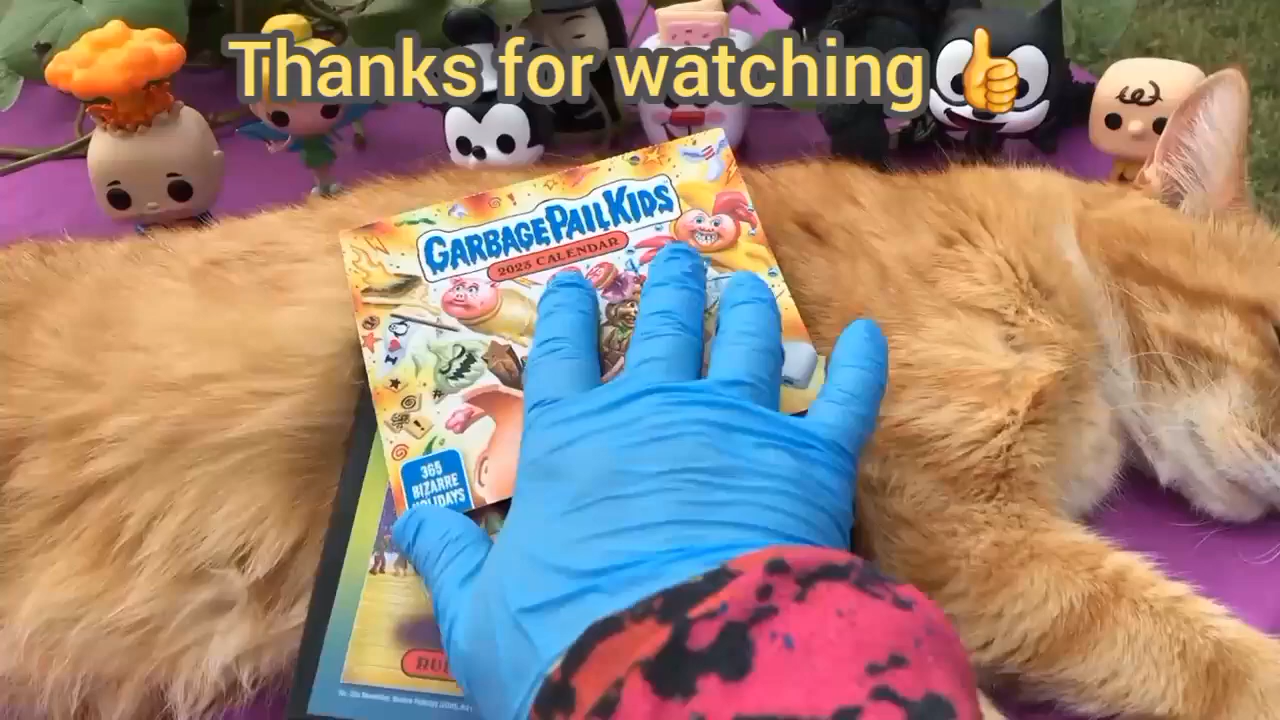 Thanks for watching 👍
GARBAGE PAIL KIDS
2023 CALENDAR
I
365
BIZARRE
HOLIDAYS